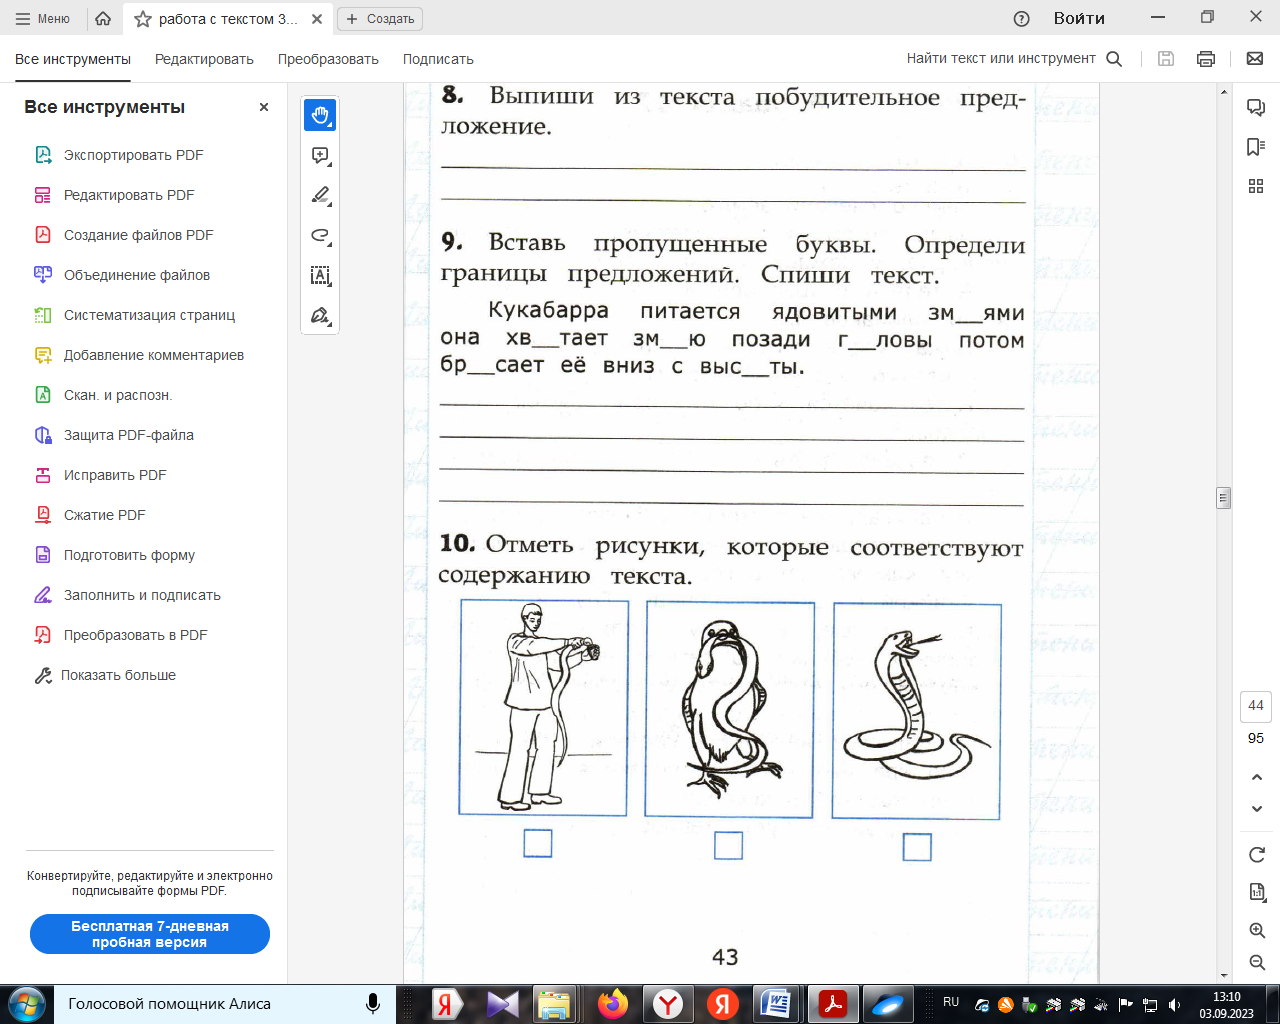 Меню
работа с текстом 3...
Создать
Войти
Все инструменты
Редактировать
Преобразовать
Подписать
Найти текст или инструмент
Все инструменты
Экспортировать PDF
Редактировать PDF
Создание файлов PDF
Объединение файлов
Систематизация страниц
Добавление комментариев
Скан. и распозн.
Защита PDF-файла
Исправить PDF
Сжатие PDF
Подготовить форму
Заполнить и подписать
Преобразовать в PDF
Показать больше
Конвертируйте, редактируйте и электронно
подписывайте формы PDF.
Бесплатная 7-дневная
пробная версия
8. Выпиши из текста побудительное пред-
ложение.
9. Вставь пропущенные буквы. Определи
границы предложений. Спиши текст.
Кукабарра питается ядовитыми зм__ями
она хв__тает зм__ю позади г__ловы потом
бр__сает её вниз с выс__ты.
10. Отметь рисунки, которые соответствуют
содержанию текста.
43
44
95
1:1
Голосовой помощник Алиса
RU
13:10
03.09.2023